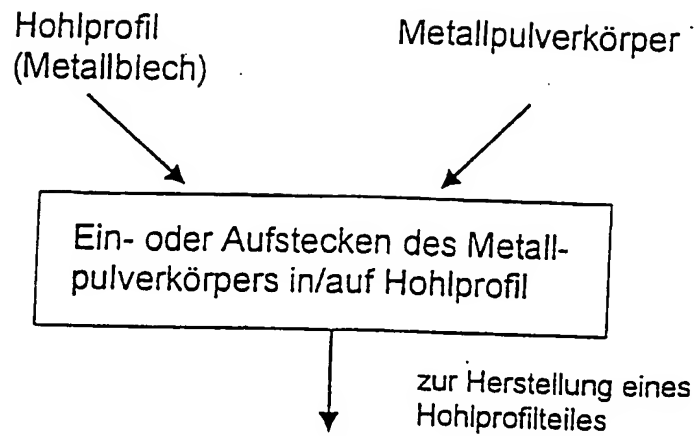 Hohlprofil
(Metallblech)
Metallpulverkörper
Ein- oder Aufstecken des Metall-
pulverkörpers in/auf Hohlprofil
zur Herstellung eines
Hohlprofilteiles